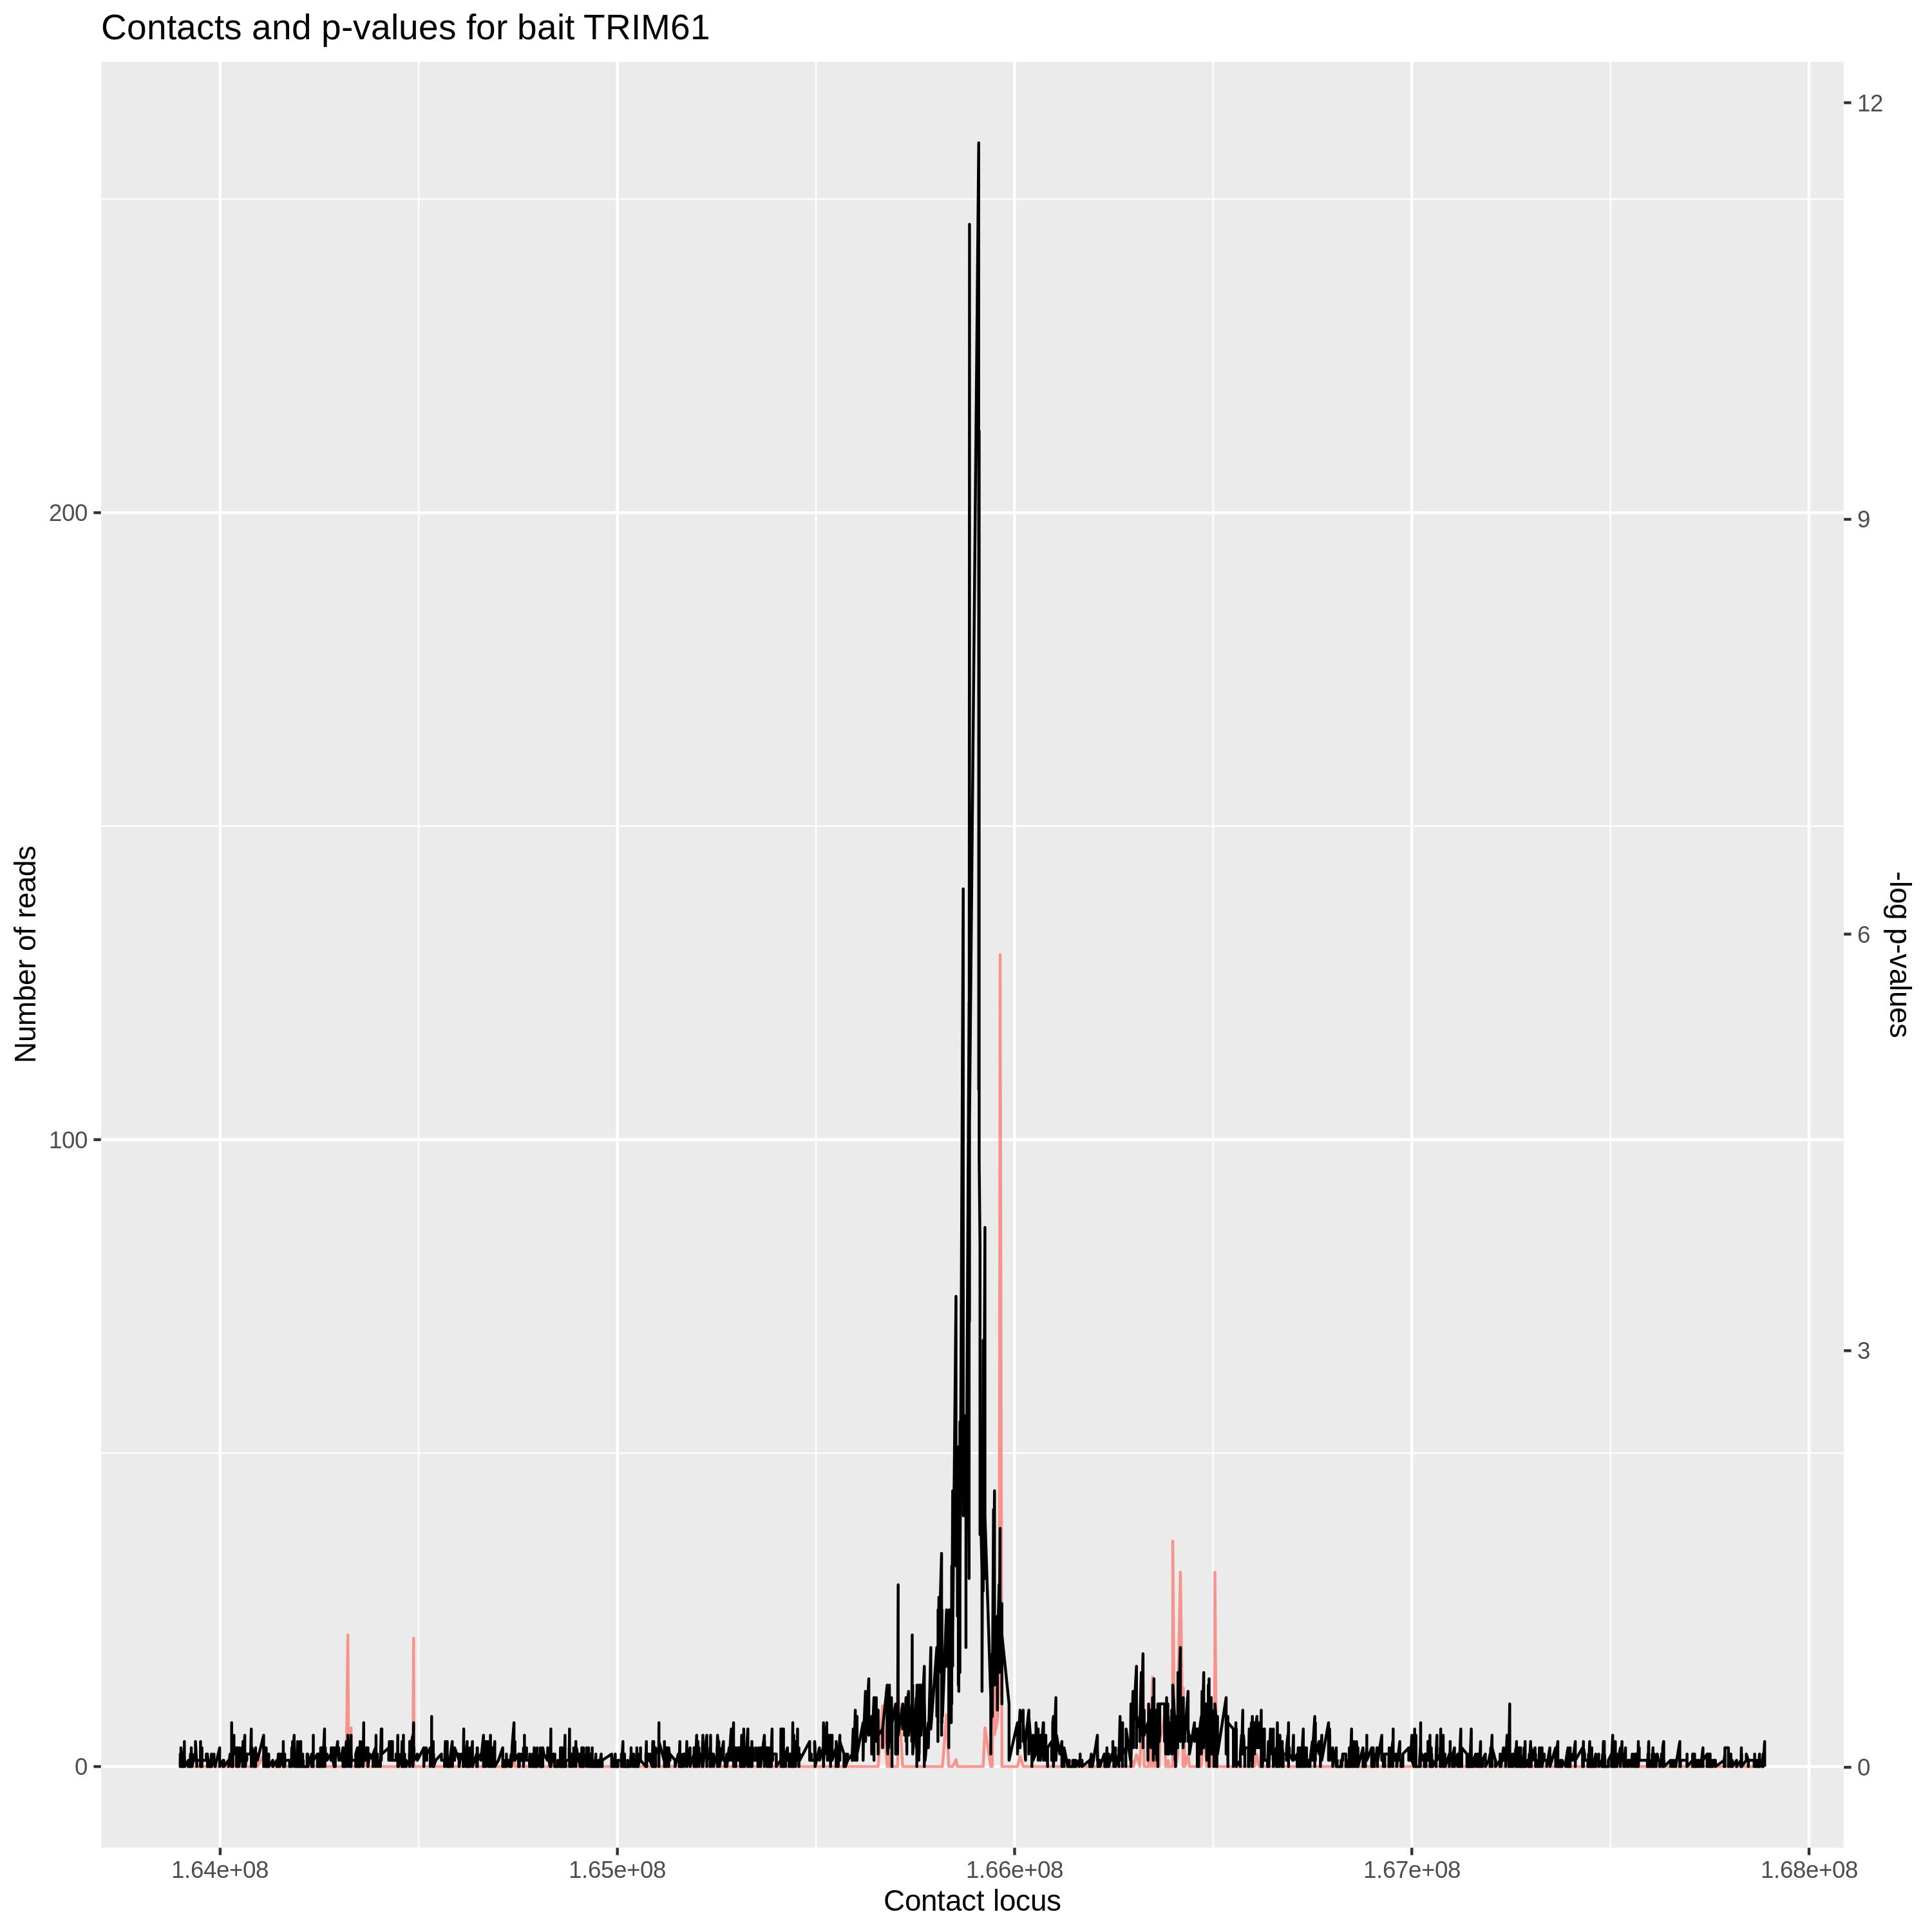 Contacts and p-values for bait TRIM61
Number of reads
200
100
0
12
9
6
3
0
-log p-values
1.64e+08 1.65e+08 1.66e+08 1.67e+08 1.68e+08
Contact locus